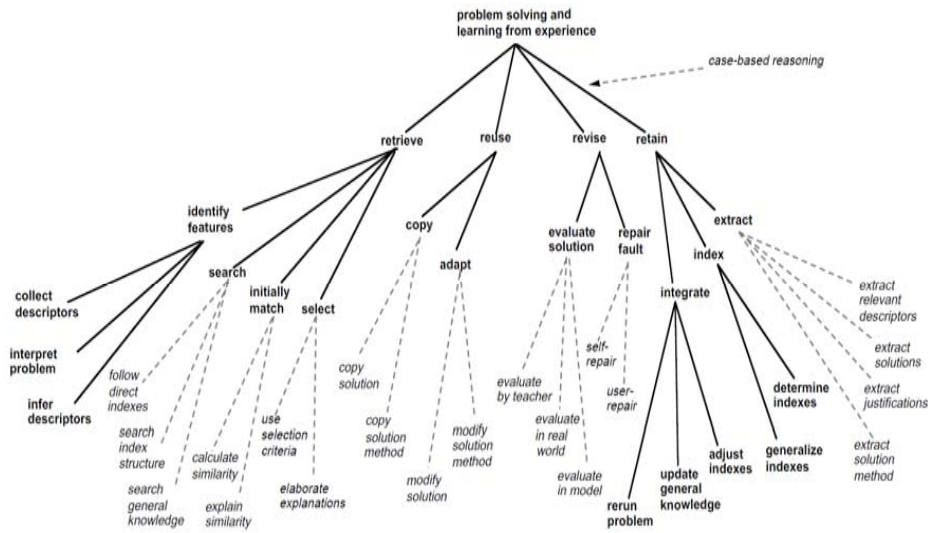 problem solving and
learning from experience
case-based reasoning
retrieve
reuse
revise
retain
identify
features
search
initially
match
select
copy
adapt
evaluate
solution
repair
fault
integrate
index
extract
collect
descriptors
interpret
problem
infer
descriptors
follow
direct
indexes
search
index
structure
search
general
knowledge
calculate
similarity
explain
similarity
use
selection
criteria
elaborate
explanations
copy
solution
copy
solution
method
modify
solution
modify
solution
method
evaluate
by teacher
evaluate
in real
world
evaluate
in model
self-
repair
user-
repair
rerun
problem
update
general
knowledge
adjust
indexes
generalize
indexes
determine
indexes
extract
relevant
descriptors
extract
solutions
extract
justifications
extract
solution
method